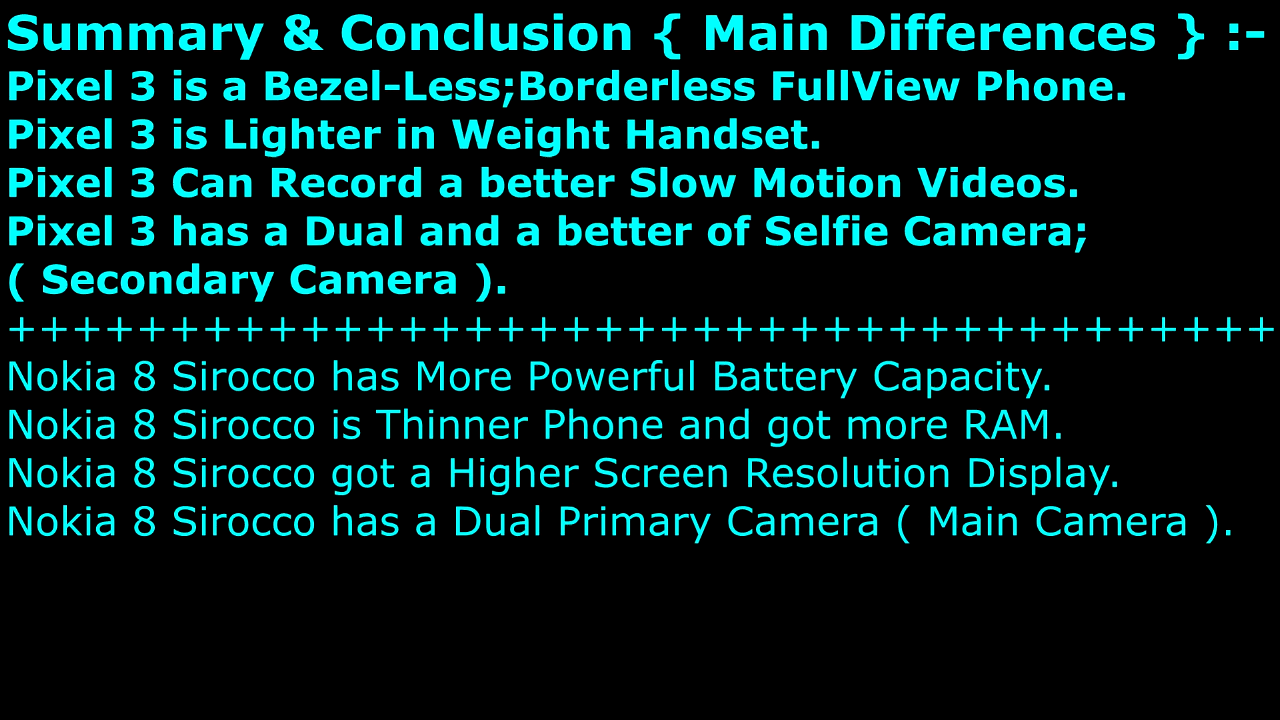 Summary & Conclusion { Main Differences } :-
Pixel 3 is a Bezel-Less;Borderless FullView Phone.
Pixel 3 is Lighter in Weight Handset.
Pixel 3 Can Record a better Slow Motion Videos.
Pixel 3 has a Dual and a better of Selfie Camera;
( Secondary Camera ).
+++++++++++++++++++++++++++++++++++++++
Nokia 8 Sirocco has More Powerful Battery Capacity.
Nokia 8 Sirocco is Thinner Phone and got more RAM.
Nokia 8 Sirocco got a Higher Screen Resolution Display.
Nokia 8 Sirocco has a Dual Primary Camera ( Main Camera ).